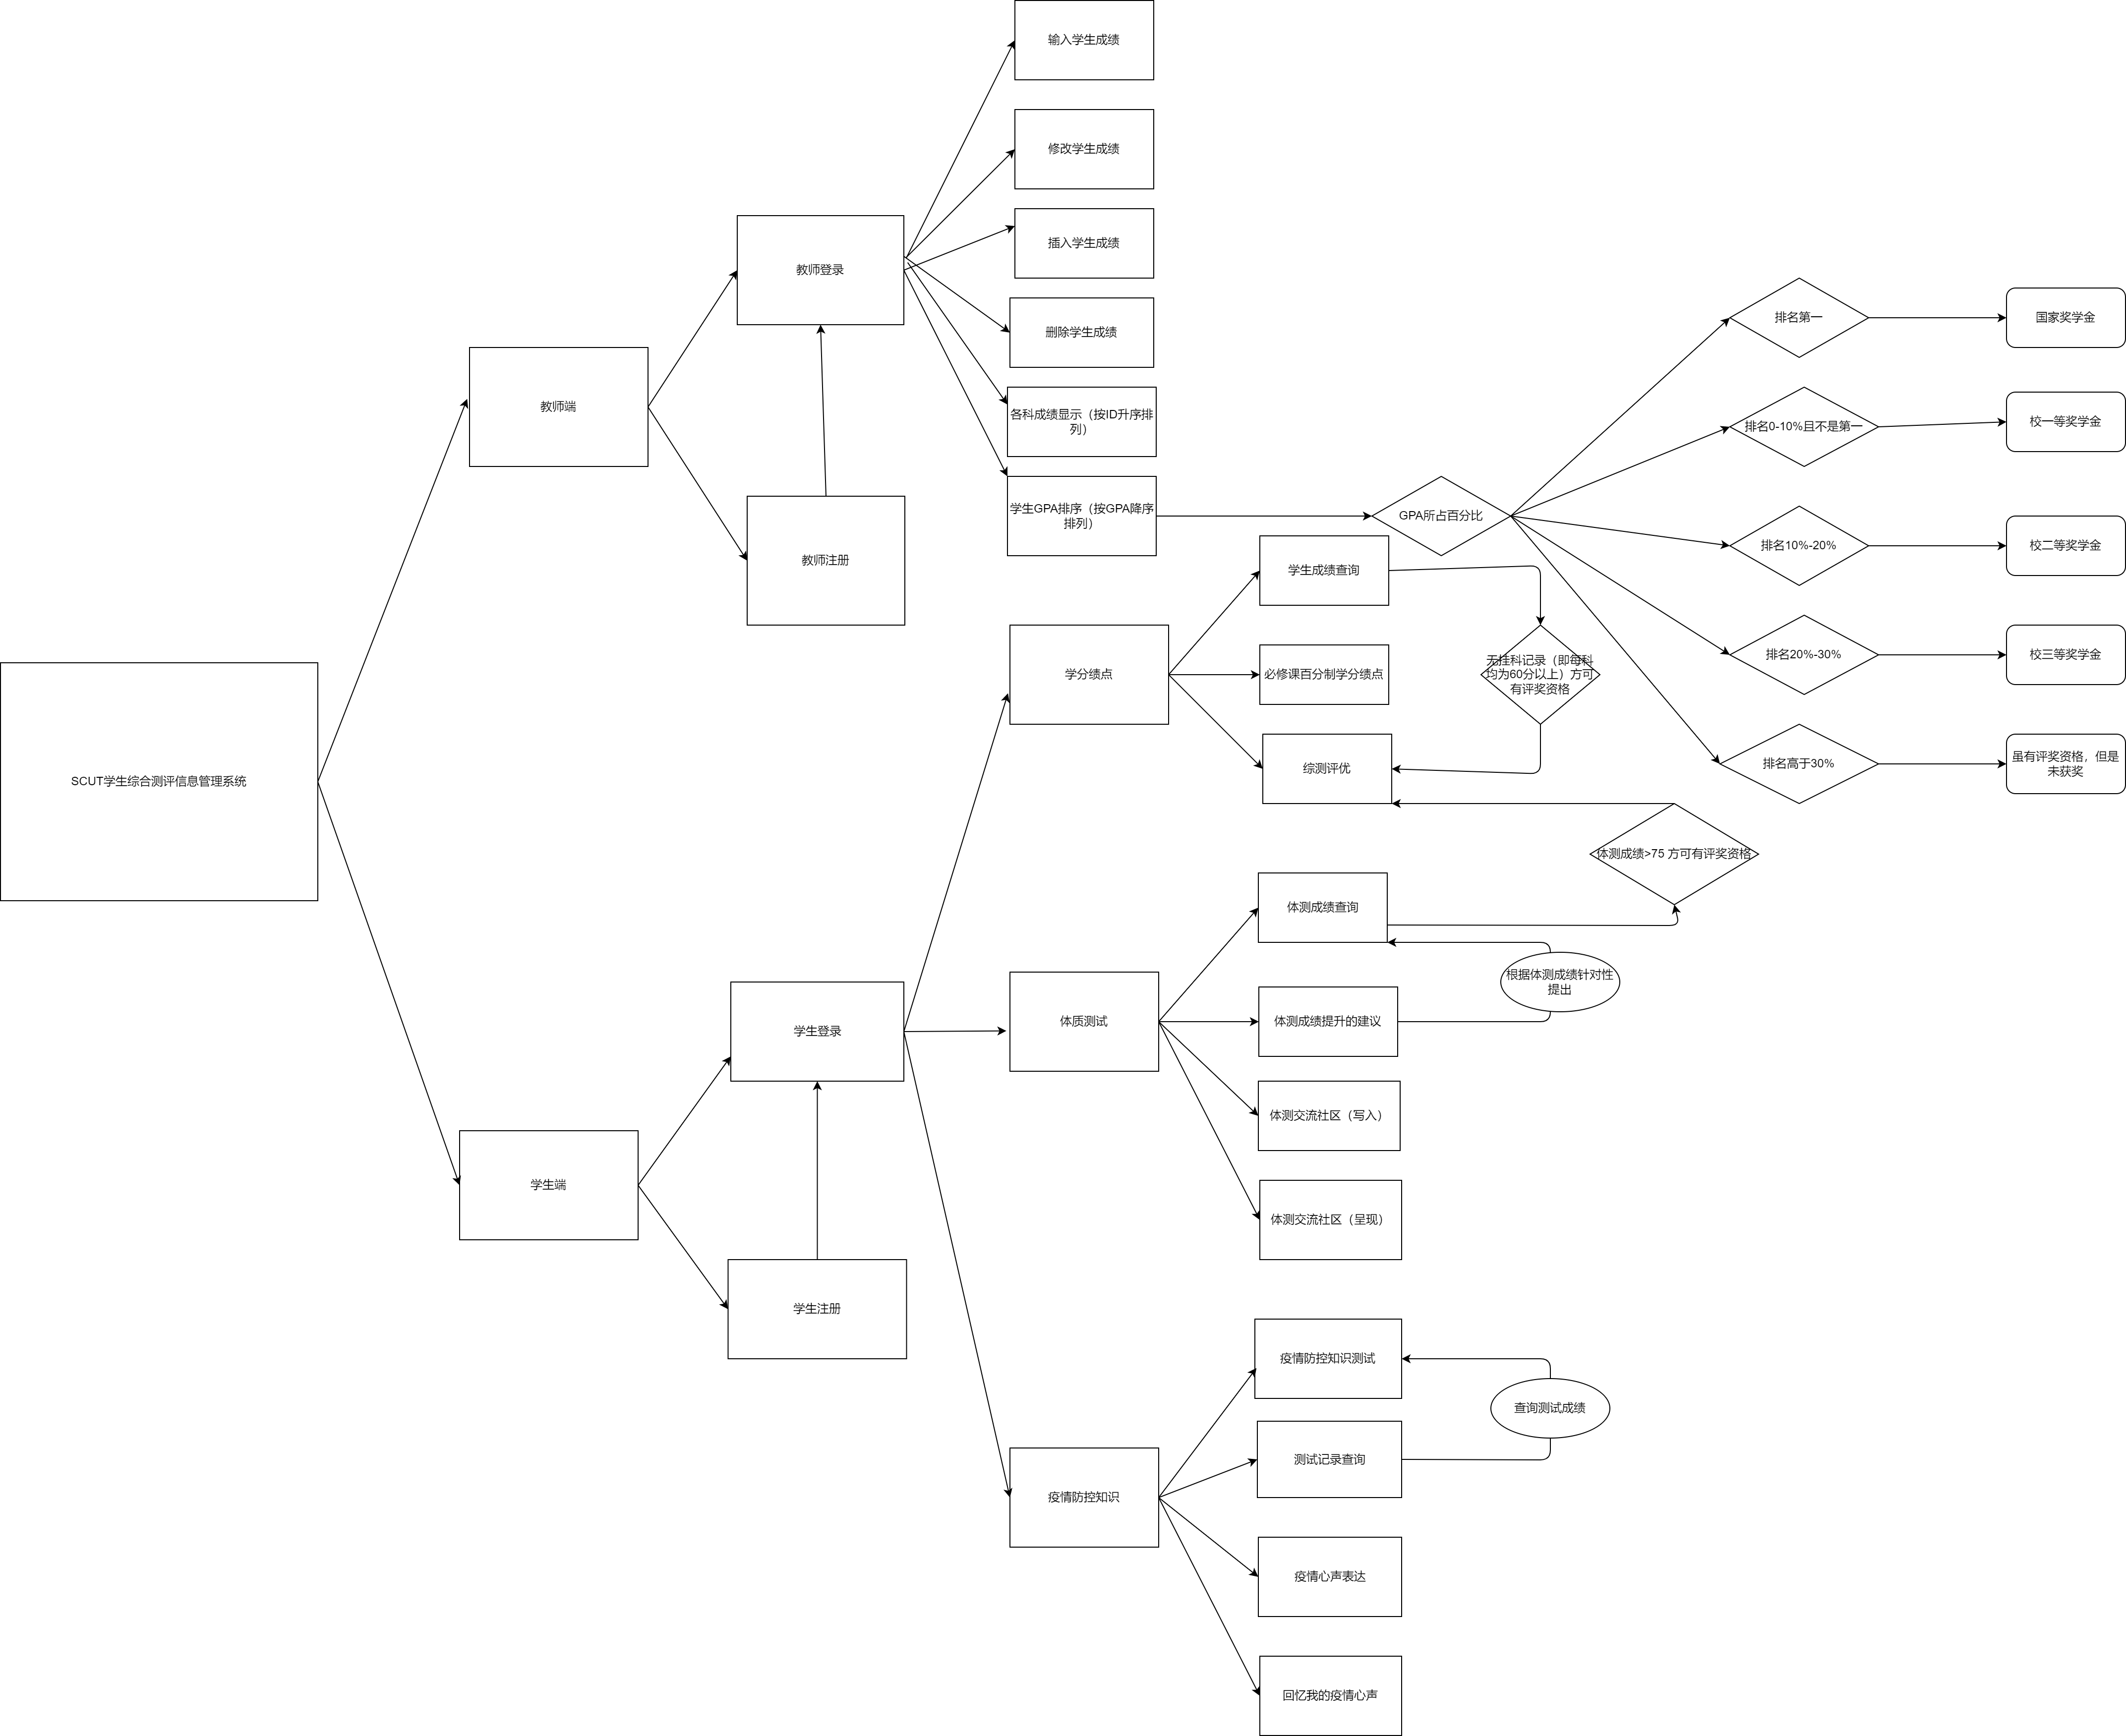 输入学生成绩
修改学生成绩
插入学生成绩
教师登录
删除学生成绩
教师端
各科成绩显示（按ID升序排
列）
学生GPA排序（按GPA降序
排列）
教师注册
GPA所占百分比
排名第一
国家奖学金
排名0-10%且不是第一
校一等奖学金
排名10%-20%
校二等奖学金
排名20%-30%
校三等奖学金
排名高于30%
虽有评奖资格，但是
未获奖
SCUT学生综合测评信息管理系统
学分绩点
学生成绩查询
必修课百分制学分绩点
综测评优
无挂科记录（即每科
均为60分以上）方可
有评奖资格
体测成绩>75 方可有评奖资格
学生登录
体质测试
体测成绩查询
体测成绩提升的建议
根据体测成绩针对性
提出
体测交流社区（写入）
体测交流社区（呈现）
学生端
学生注册
疫情防控知识
疫情防控知识测试
测试记录查询
查询测试成绩
疫情心声表达
回忆我的疫情心声